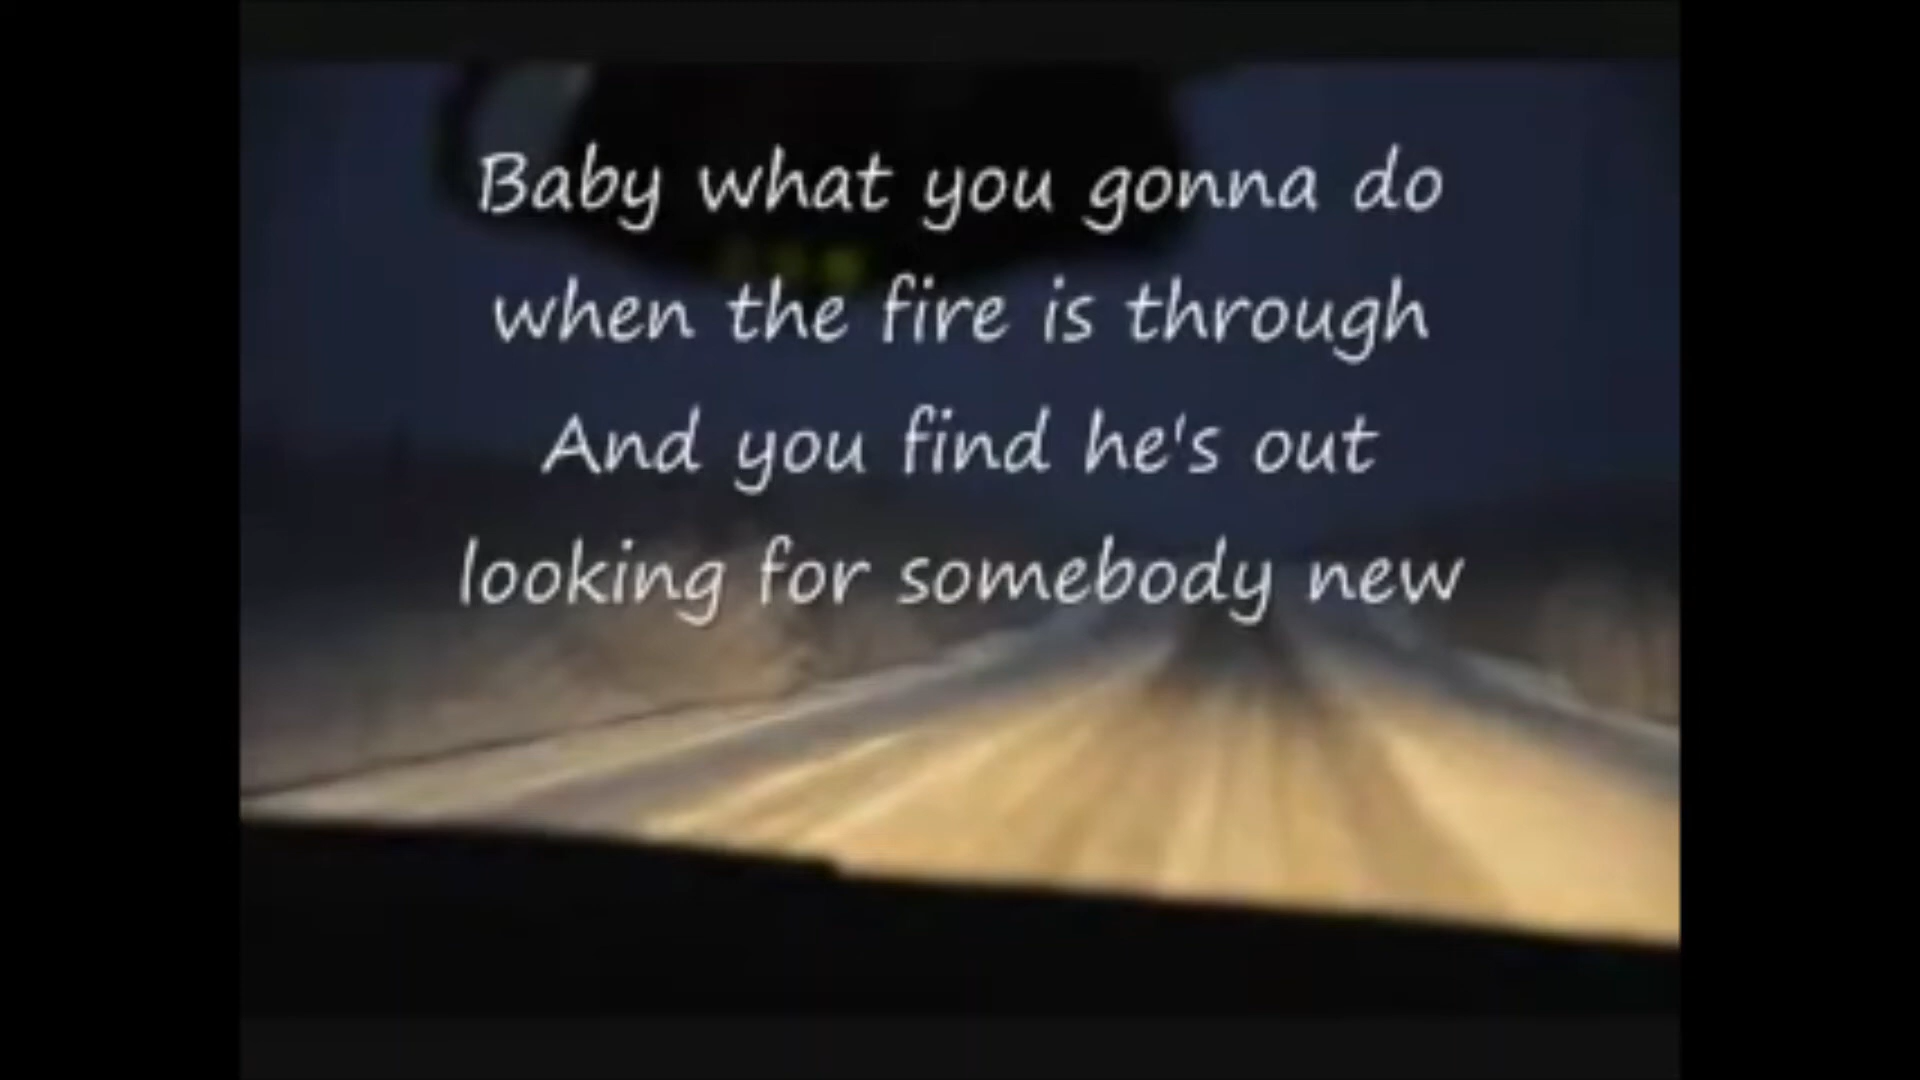 Baby what you gonna do
when the fire is through
And you find he's out
looking for somebody new